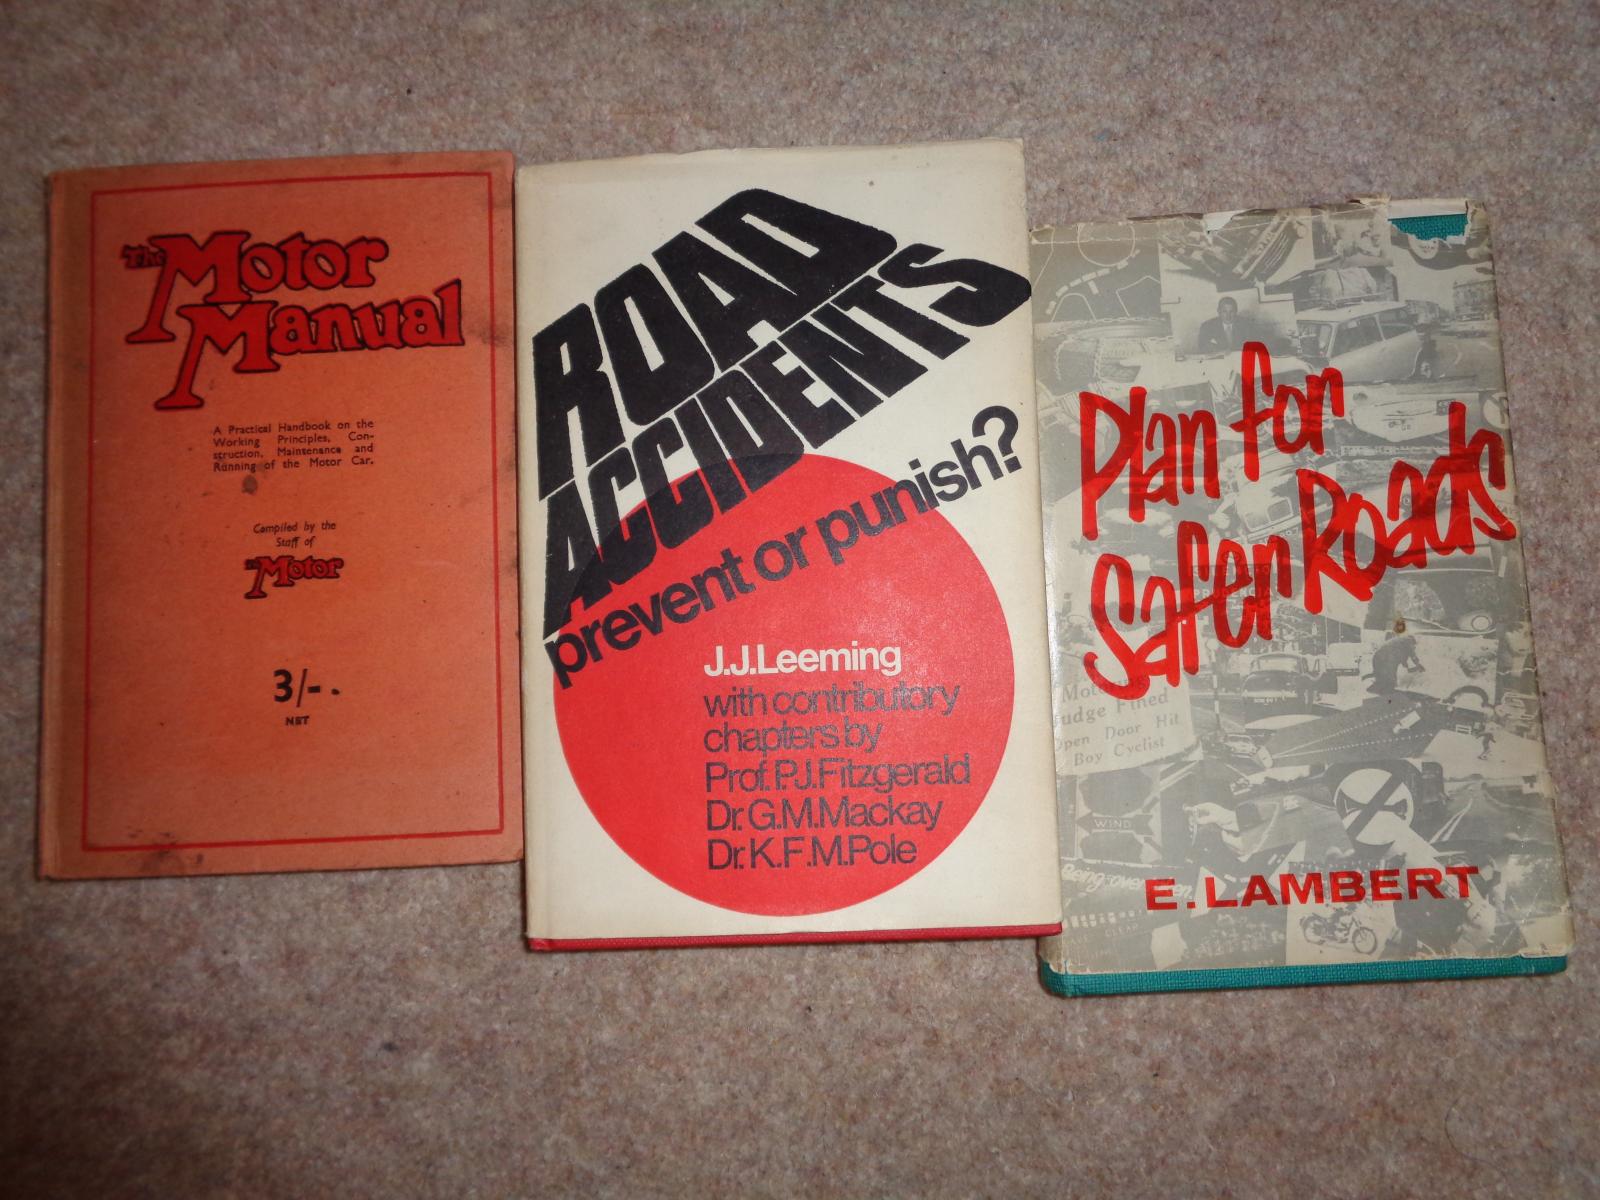 The Motor
Manual
A Practical Handbook on the
Working Principles, Con-
struction, Maintenance and
Running of the Motor Car.
Compiled by the
Staff of
The Motor
3/-.
NET
ROAD
ACCIDENTS
prevent or punish?
J.J.Leeming
with contributory
chapters by
Prof. P.J. Fitzgerald
Dr. G.M. Mackay
Dr. K.F.M. Pole
Plan for
Safer Roads
Motoring
Judge Fined
Open Door Hit
Boy Cyclist
WIND
E. LAMBERT